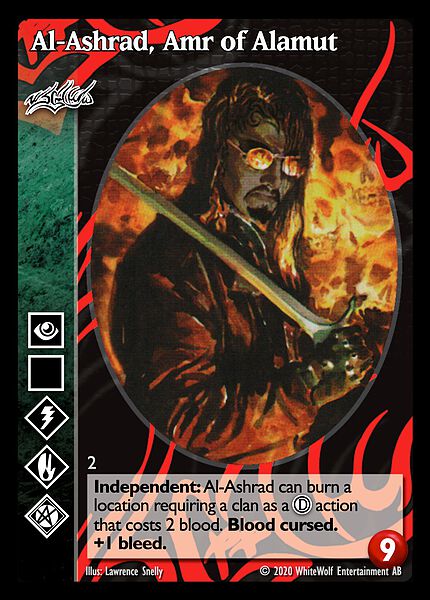 Al-Ashrad, Amr of Alamut
2
Independent: Al-Ashrad can burn a
location requiring a clan as a Ⓓ action
that costs 2 blood. Blood cursed.
+1 bleed.
9
Illus: Lawrence Snelly
© 2020 WhiteWolf Entertainment AB